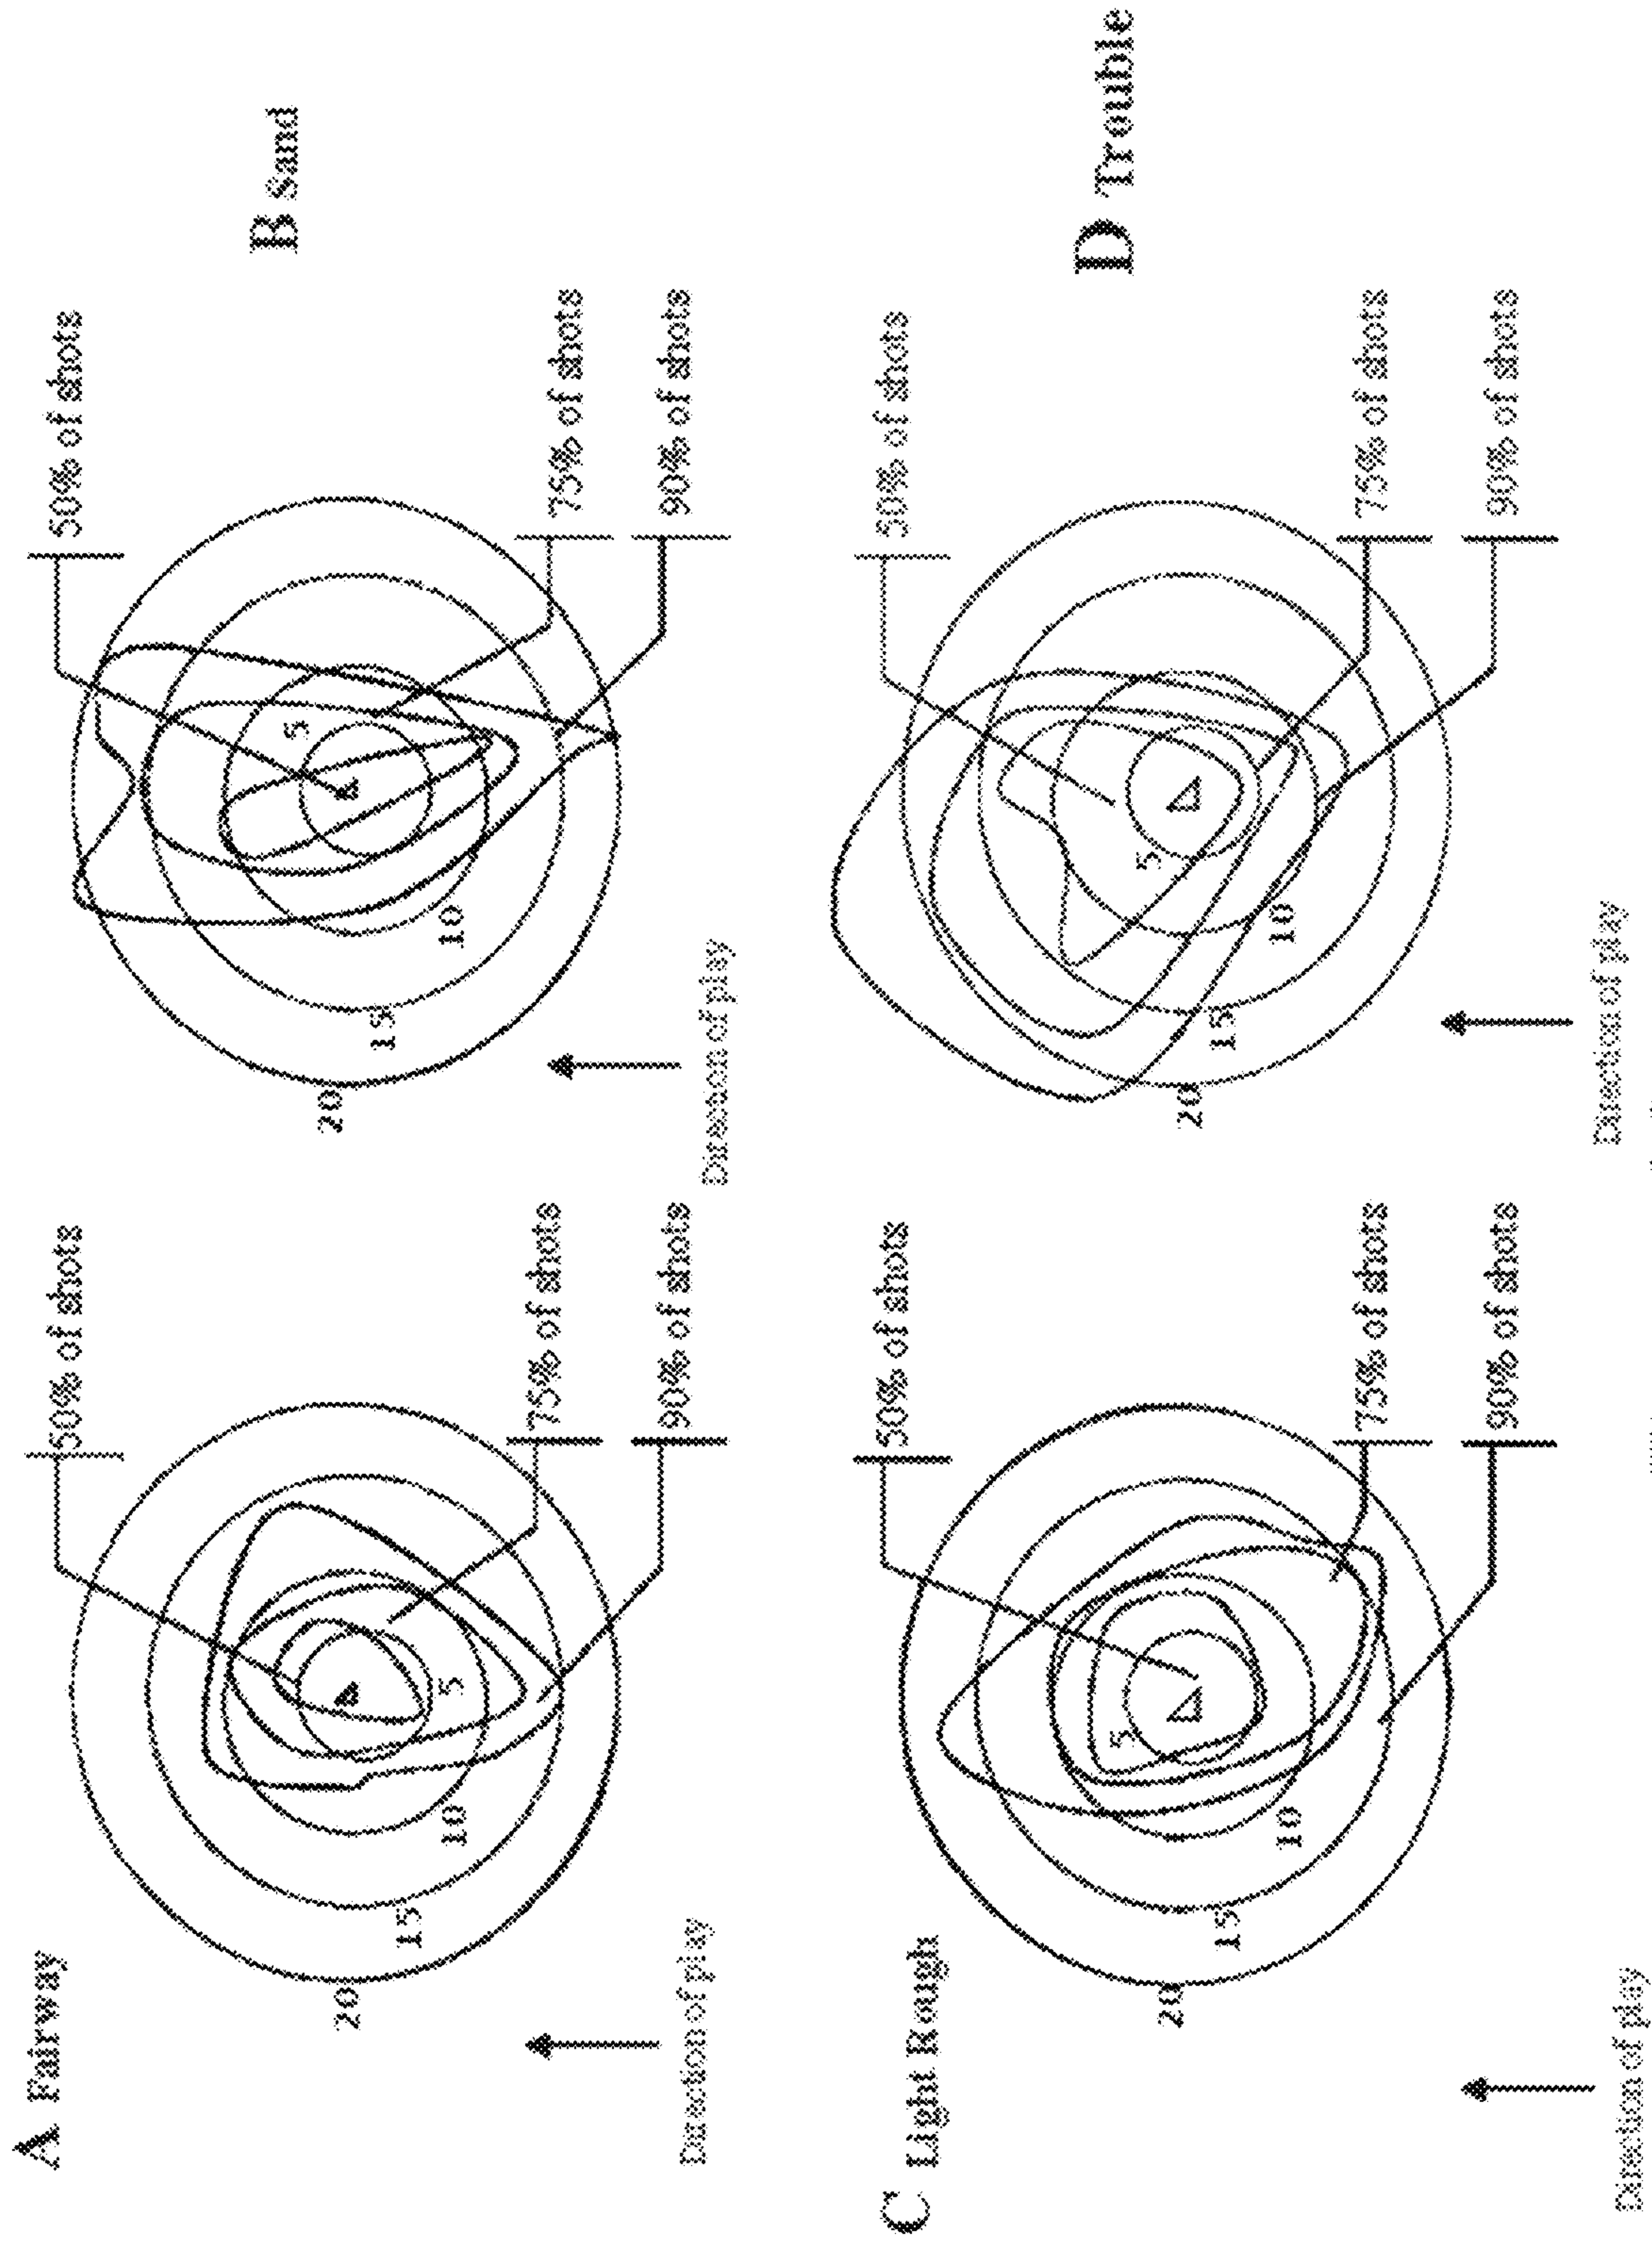 A Fairway
50% of shots
5
10
15
20
75% of shots
90% of shots
Direction of play
B Sand
50% of shots
5
10
15
20
75% of shots
90% of shots
Direction of play
C Light Rough
50% of shots
5
10
15
20
75% of shots
90% of shots
Direction of play
D Trouble
50% of shots
5
10
15
20
75% of shots
90% of shots
Direction of play